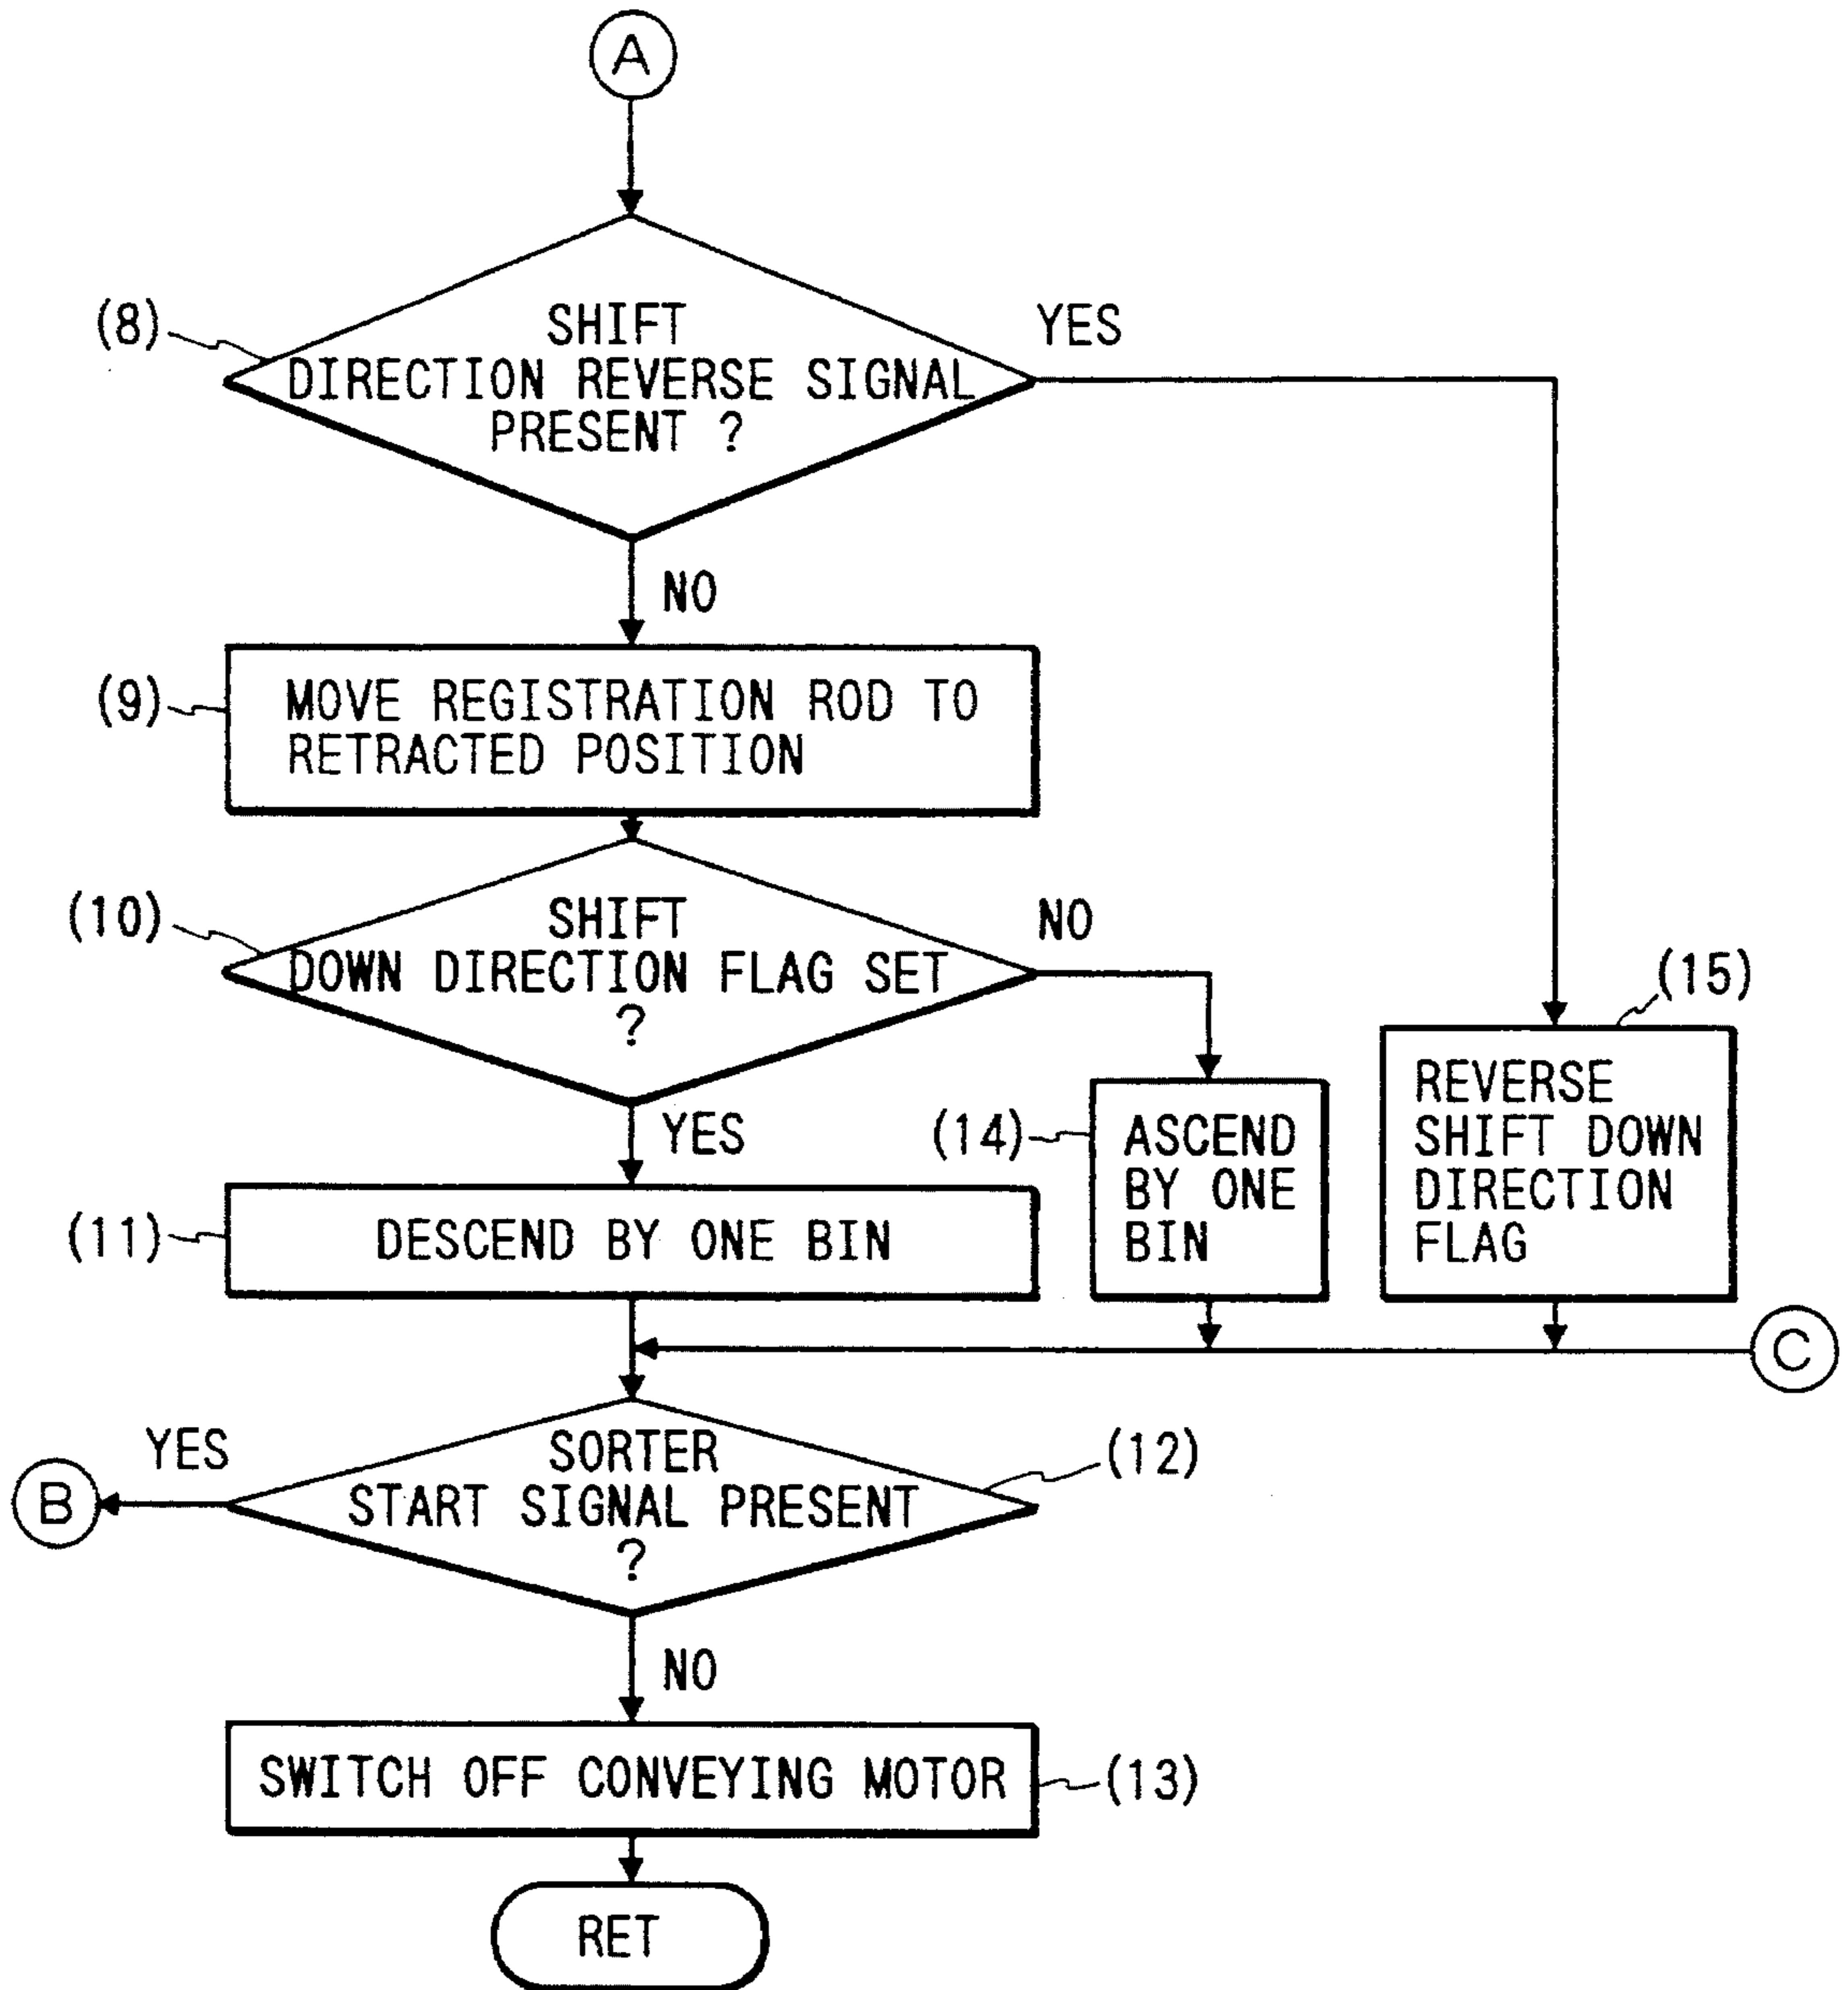 A
(8)
SHIFT
DIRECTION REVERSE SIGNAL
PRESENT ?
YES
NO
(9)
MOVE REGISTRATION ROD TO
RETRACTED POSITION
(10)
SHIFT
DOWN DIRECTION FLAG SET
?
NO
YES
(15)
REVERSE
SHIFT DOWN
DIRECTION
FLAG
(14)
ASCEND
BY ONE
BIN
(11)
DESCEND BY ONE BIN
C
YES
B
SORTER
START SIGNAL PRESENT
?
(12)
NO
SWITCH OFF CONVEYING MOTOR
(13)
RET